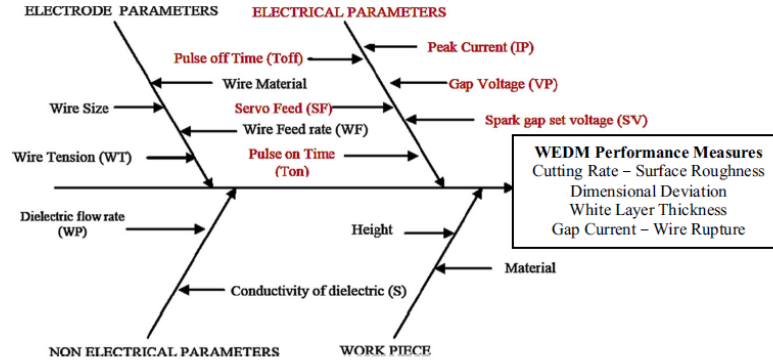 ELECTRODE PARAMETERS
ELECTRICAL PARAMETERS
Peak Current (IP)
Pulse off Time (Toff)
Wire Material
Gap Voltage (VP)
Wire Size
Servo Feed (SF)
Spark gap set voltage (SV)
Wire Feed rate (WF)
Wire Tension (WT)
Pulse on Time
(Ton)
WEDM Performance Measures
Cutting Rate – Surface Roughness
Dimensional Deviation
White Layer Thickness
Gap Current – Wire Rupture
Dielectric flow rate
(WP)
Height
Material
Conductivity of dielectric (S)
NON ELECTRICAL PARAMETERS
WORK PIECE